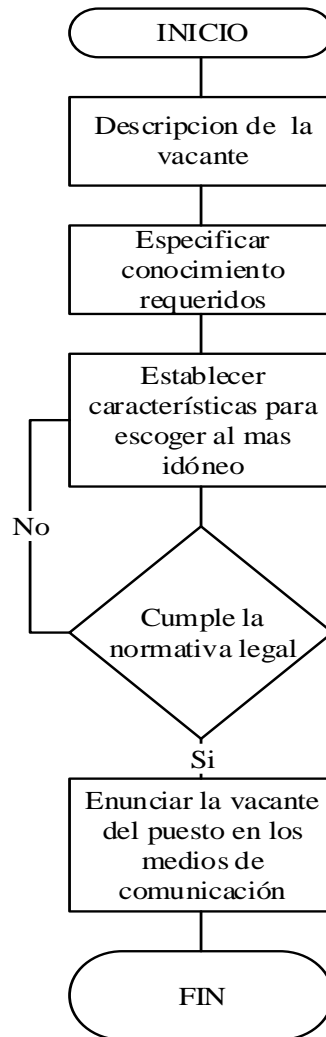 INICIO
Descripcion de la
vacante
Especificar
conocimiento
requeridos
Establecer
características para
escoger al mas
idóneo
No
Cumple la
normativa legal
Si
Enunciar la vacante
del puesto en los
medios de
comunicación
FIN